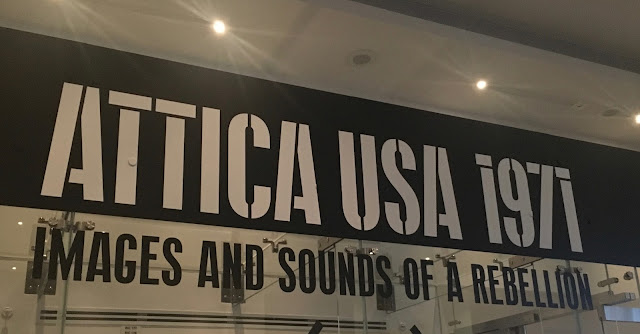 ATTICA USA 1971
IMAGES AND SOUNDS OF A REBELLION